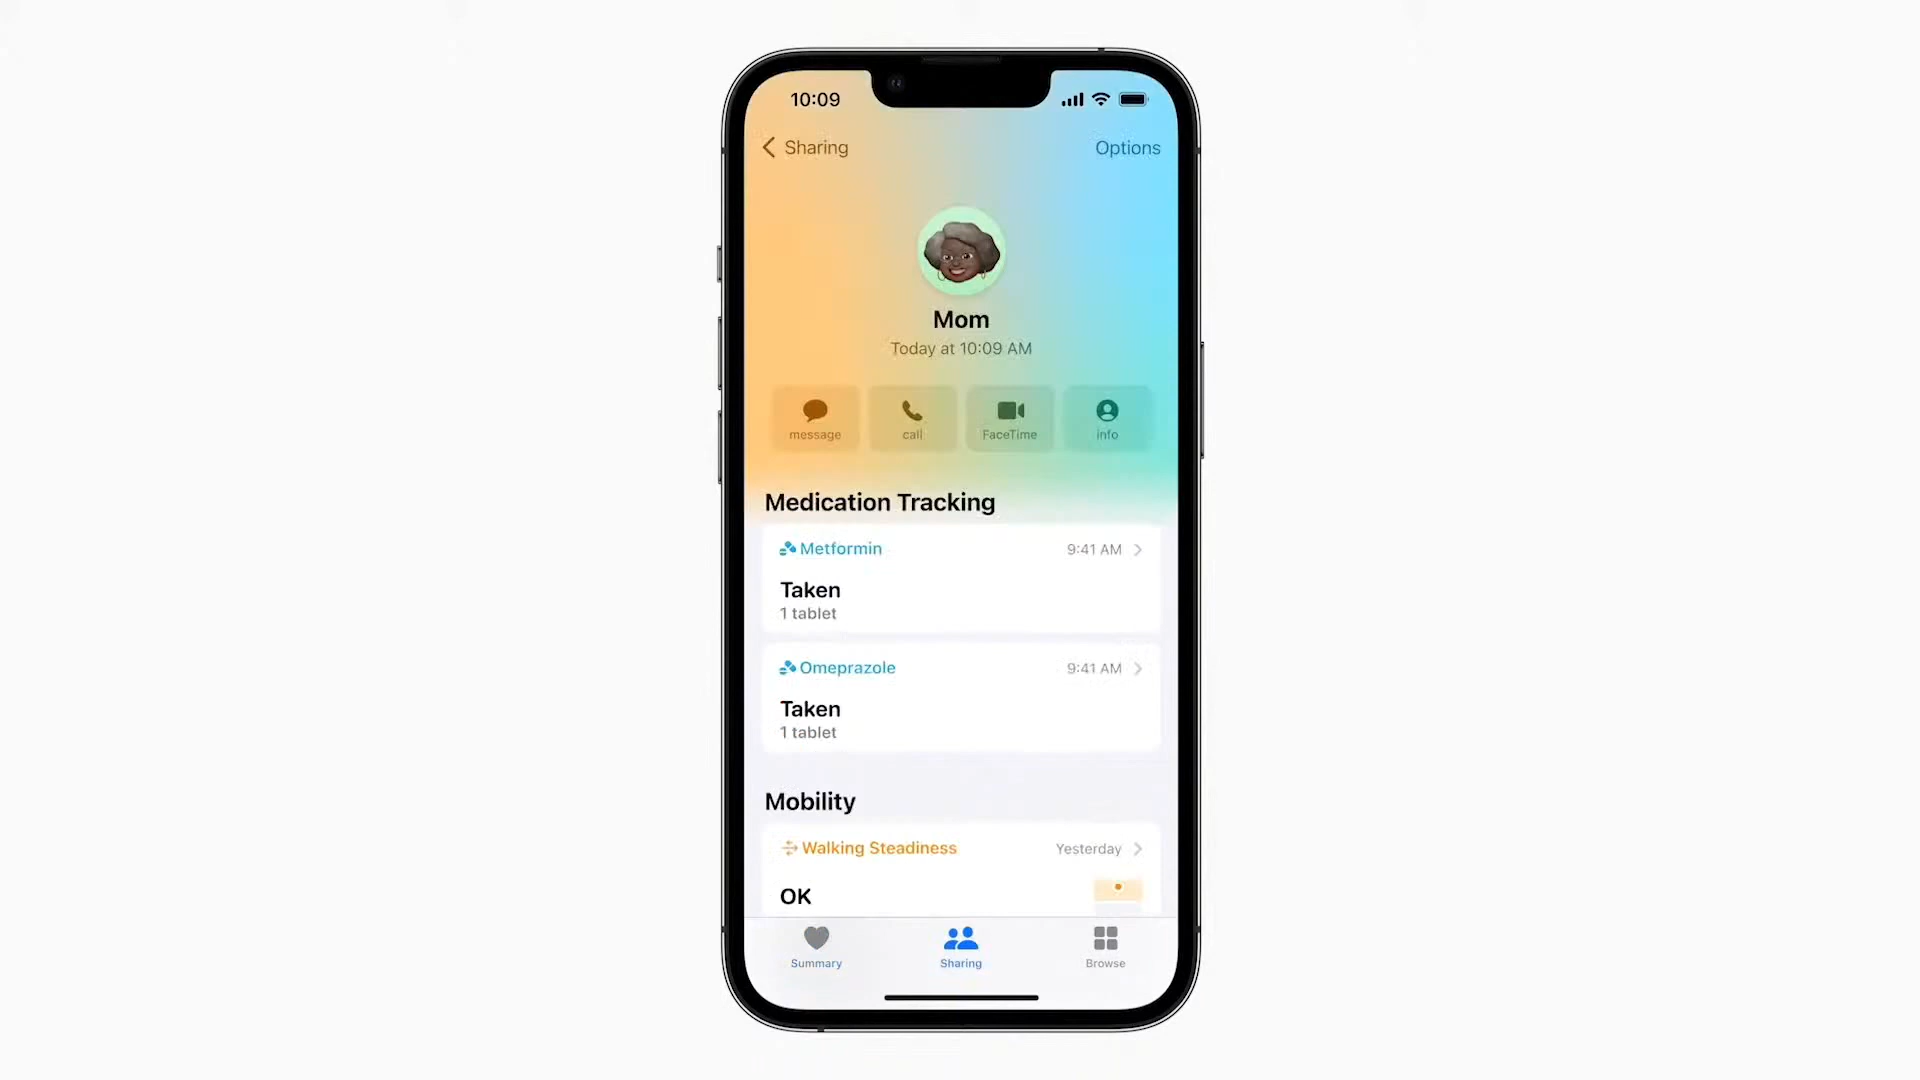 10:09
Sharing
Options
Mom
Today at 10:09 AM
message
call
FaceTime
info
Medication Tracking
Metformin
9:41 AM
Taken
1 tablet
Omeprazole
9:41 AM
Taken
1 tablet
Mobility
Walking Steadiness
Yesterday
OK
Summary
Sharing
Browse